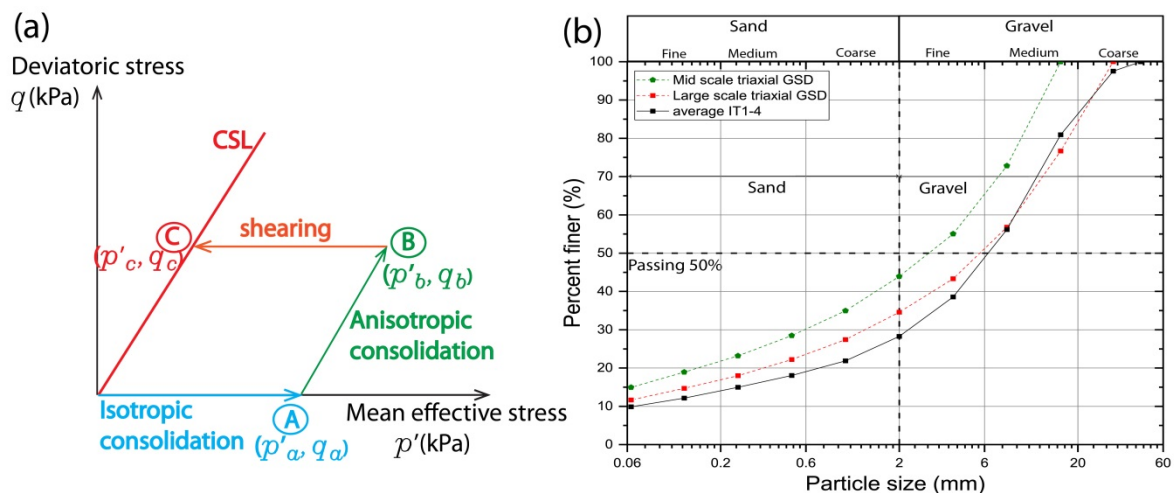 (a)
Deviatoric stress
q (kPa)
CSL
C
shearing
(p'c, qc)
B
(p'b, qb)
Anisotropic
consolidation
Isotropic
consolidation
A
(p'a, qa)
Mean effective stress
p' (kPa)
(b)
Sand
Gravel
Fine
Medium
Coarse
Fine
Medium
Coarse
Mid scale triaxial GSD
Large scale triaxial GSD
average IT1-4
Sand
Gravel
Passing 50%
Percent finer (%)
100
90
80
70
60
50
40
30
20
10
0
0.06
0.2
0.6
2
6
20
60
Particle size (mm)